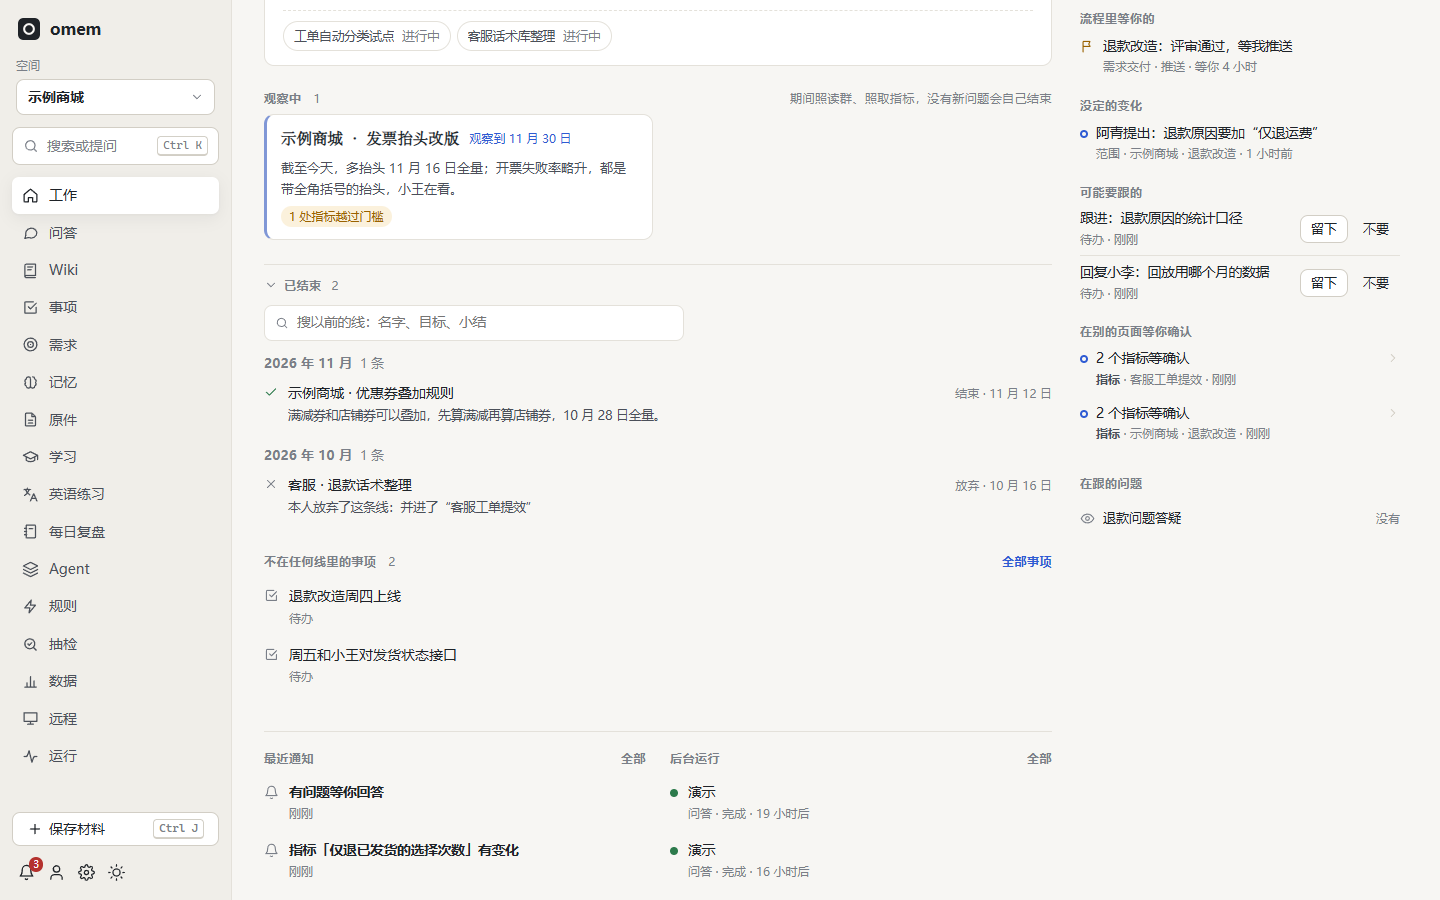 omem
空间
示例商城
搜索或提问 Ctrl K
工作
问答
Wiki
事项
需求
记忆
原件
学习
英语练习
每日复盘
Agent
规则
抽检
数据
远程
运行
保存材料 Ctrl J
3
工单自动分类试点 进行中 客服话术库整理 进行中
观察中 1 期间照读群、照取指标，没有新问题会自己结束
示例商城 · 发票抬头改版 观察到 11 月 30 日
截至今天，多抬头 11 月 16 日全量；开票失败率略升，都是
带全角括号的抬头，小王在看。
1 处指标越过门槛
已结束 2
搜以前的线：名字、目标、小结
2026 年 11 月 1 条
示例商城 · 优惠券叠加规则 结束 · 11 月 12 日
满减券和店铺券可以叠加，先算满减再算店铺券，10 月 28 日全量。
2026 年 10 月 1 条
客服 · 退款话术整理 放弃 · 10 月 16 日
本人放弃了这条线：并进了“客服工单提效”
不在任何线里的事项 2 全部事项
退款改造周四上线
待办
周五和小王对发货状态接口
待办
最近通知 全部
有问题等你回答
刚刚
指标「仅退已发货的选择次数」有变化
刚刚
后台运行 全部
演示
问答 · 完成 · 19 小时后
演示
问答 · 完成 · 16 小时后
流程里等你的
退款改造：评审通过，等我推送
需求交付 · 推送 · 等你 4 小时
没定的变化
阿青提出：退款原因要加“仅退运费”
范围 · 示例商城 · 退款改造 · 1 小时前
可能要跟的
跟进：退款原因的统计口径 留下 不要
待办 · 刚刚
回复小李：回放用哪个月的数据 留下 不要
待办 · 刚刚
在别的页面等你确认
2 个指标等确认
指标 · 客服工单提效 · 刚刚
2 个指标等确认
指标 · 示例商城 · 退款改造 · 刚刚
在跟的问题
退款问题答疑 没有